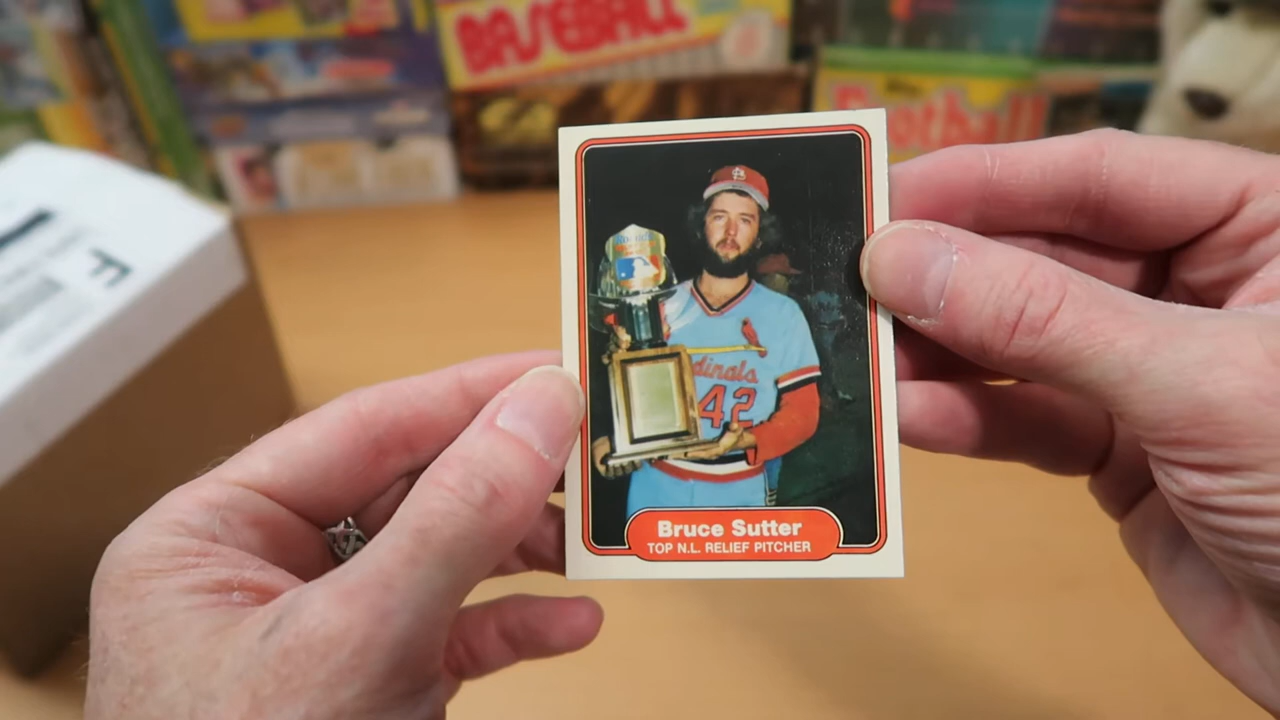 BASEBALL
Football
F
Cardinals
42
Bruce Sutter
TOP N.L. RELIEF PITCHER